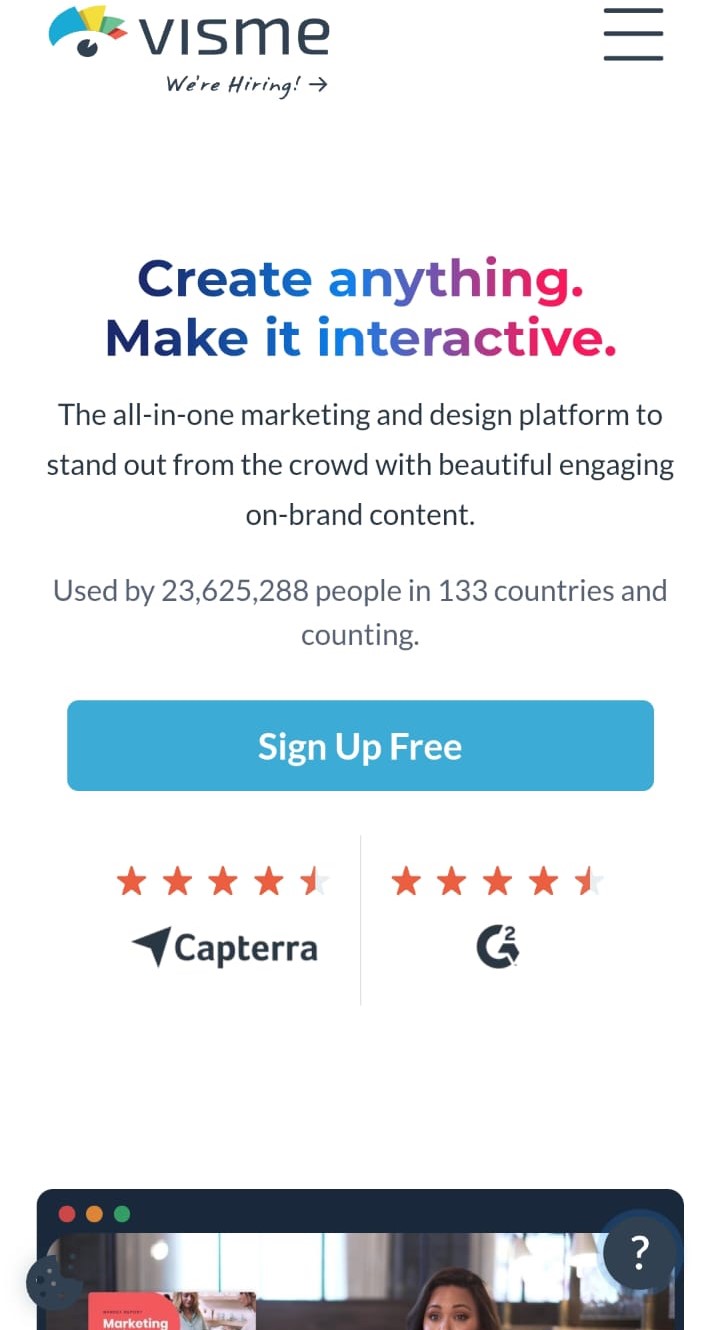 visme
We're Hiring! →
Create anything.
Make it interactive.
The all-in-one marketing and design platform to
stand out from the crowd with beautiful engaging
on-brand content.
Used by 23,625,288 people in 133 countries and
counting.
Sign Up Free
Capterra
G2
?
Marketing